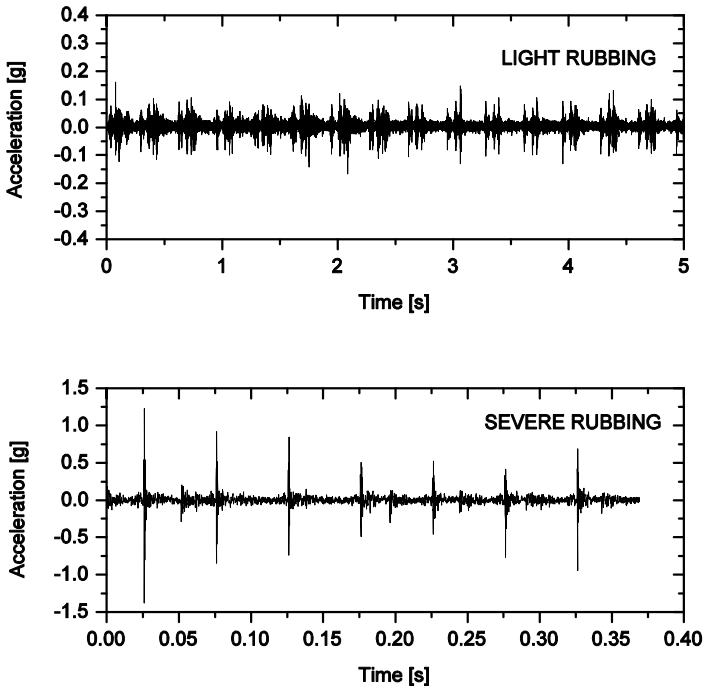 0.4
0.3
0.2
0.1
0.0
-0.1
-0.2
-0.3
-0.4
Acceleration [g]
LIGHT RUBBING
0 1 2 3 4 5
Time [s]
1.5
1.0
0.5
0.0
-0.5
-1.0
-1.5
Acceleration [g]
SEVERE RUBBING
0.00 0.05 0.10 0.15 0.20 0.25 0.30 0.35 0.40
Time [s]